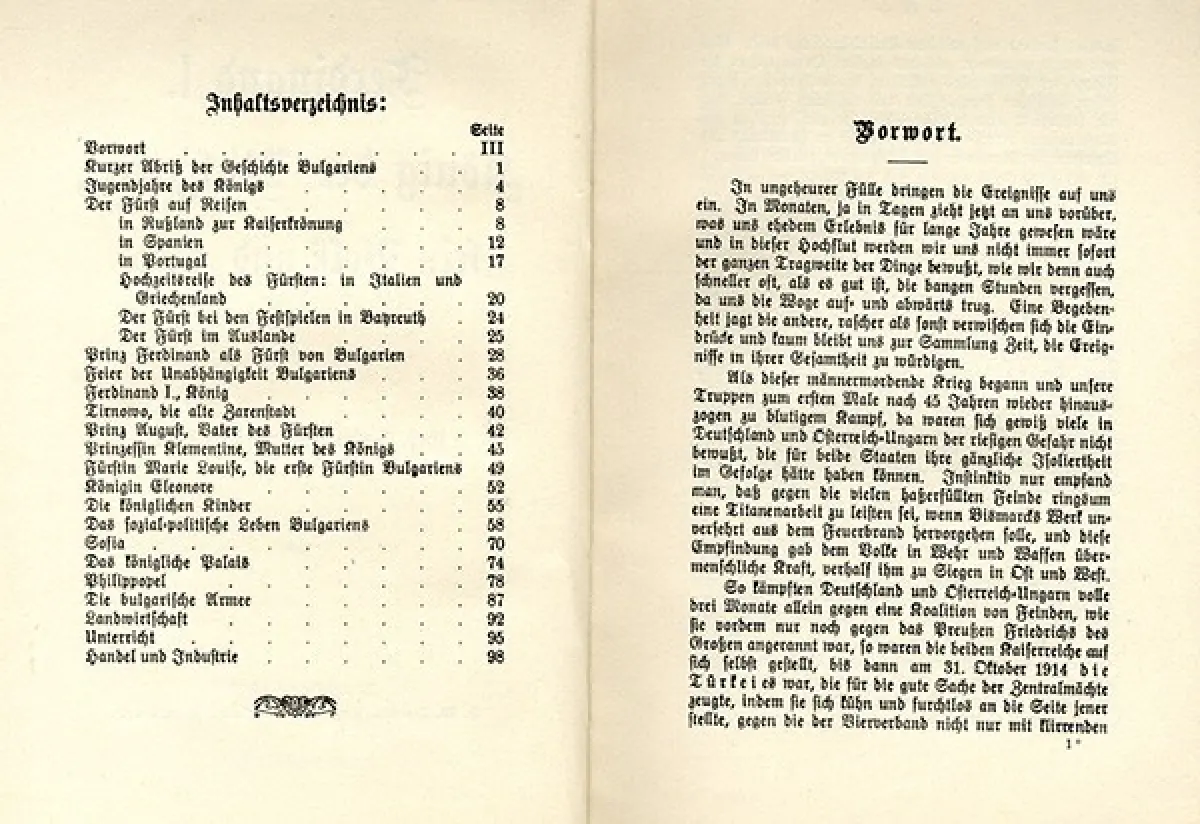 Inhaltsverzeichnis:
Seite
Vorwort . . . . . . . . III
Kurzer Abriß der Geschichte Bulgariens . . . 1
Jugendjahre des Königs . . . . . 4
Der Fürst auf Reisen . . . . . 8
in Rußland zur Kaiserkrönung . . . 8
in Spanien . . . . . . 12
in Portugal . . . . . . 17
Hochzeitsreise des Fürsten: in Italien und
Griechenland . . . . . . 20
Der Fürst bei den Festspielen in Bayreuth . 24
Der Fürst im Auslande . . . . 25
Prinz Ferdinand als Fürst von Bulgarien . 28
Feier der Unabhängigkeit Bulgariens . . . 36
Ferdinand I., König . . . . . . 38
Tirnowo, die alte Zarenstadt . . . . 40
Prinz August, Vater des Fürsten . . . . 42
Prinzessin Klementine, Mutter des Königs . . 45
Fürstin Marie Louise, die erste Fürstin Bulgariens 49
Königin Eleonore . . . . . . 52
Die königlichen Kinder . . . . . 55
Das sozial-politische Leben Bulgariens . . 58
Sofia . . . . . . . . . 70
Das königliche Palais . . . . . 74
Philippopel . . . . . . . 78
Die bulgarische Armee . . . . . 87
Landwirtschaft . . . . . . . 92
Unterricht . . . . . . . . 95
Handel und Industrie . . . . . . 98
Vorwort.
In ungeheurer Fülle dringen die Ereignisse auf uns
ein. In Monaten, ja in Tagen zieht jetzt an uns vorüber,
was uns ehedem Erlebnis für lange Jahre gewesen wäre
und in dieser Hochflut werden wir uns nicht immer sofort
der ganzen Tragweite der Dinge bewußt, wie wir denn auch
schneller oft, als es gut ist, die bangen Stunden vergessen,
da uns die Woge auf- und abwärts trug. Eine Begeben-
heit jagt die andere, rascher als sonst verwischen sich die Ein-
drücke und kaum bleibt uns zur Sammlung Zeit, die Ereig-
nisse in ihrer Gesamtheit zu würdigen.
Als dieser männermordende Krieg begann und unsere
Truppen zum ersten Male nach 45 Jahren wieder hinaus-
zogen zu blutigem Kampf, da waren sich gewiß viele in
Deutschland und Österreich-Ungarn der riesigen Gefahr nicht
bewußt, die für beide Staaten ihre gänzliche Isoliertheit
im Gefolge hätte haben können. Instinktiv nur empfand
man, daß gegen die vielen haßerfüllten Feinde ringsum
eine Titanenarbeit zu leisten sei, wenn Bismarcks Werk un-
versehrt aus dem Feuerbrand hervorgehen solle, und diese
Empfindung gab dem Volke in Wehr und Waffen über-
menschliche Kraft, verhalf ihm zu Siegen in Ost und West.
So kämpften Deutschland und Österreich-Ungarn volle
drei Monate allein gegen eine Koalition von Feinden, wie
sie vordem nur noch gegen das Preußen Friedrichs des
Großen angerannt war, so waren die beiden Kaiserreiche auf
sich selbst gestellt, bis dann am 31. Oktober 1914 die
Türkei es war, die für die gute Sache der Zentralmächte
zeugte, indem sie sich kühn und furchtlos an die Seite jener
stellte, gegen die der Vierverband nicht nur mit klirrenden
1*